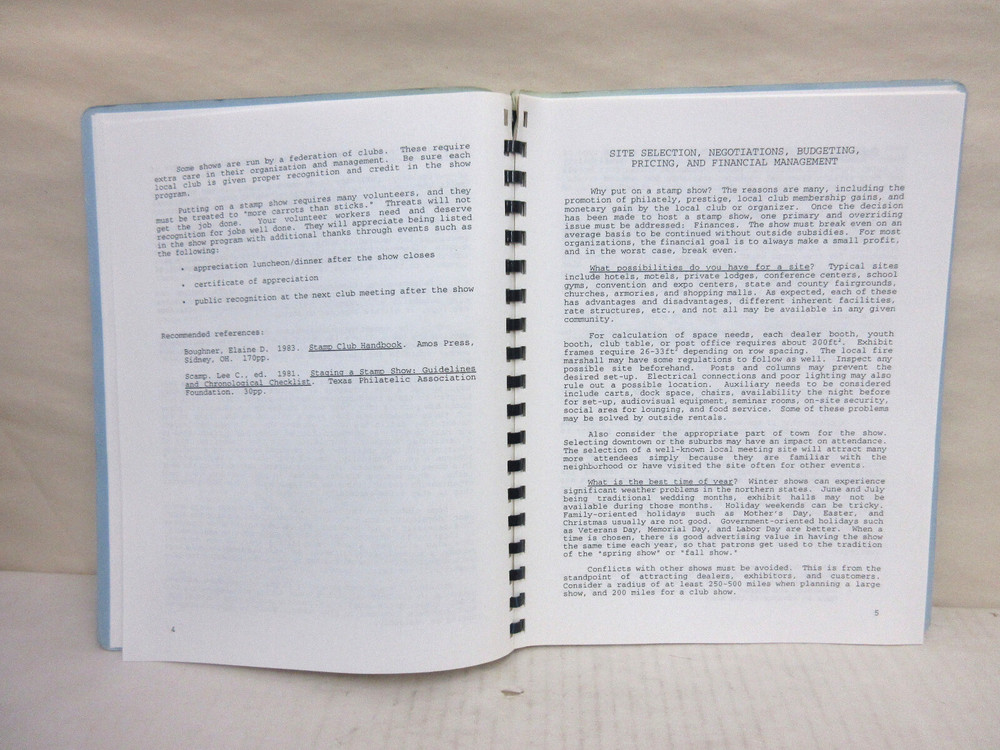 Some shows are run by a federation of clubs. These require
extra care in their organization and management. Be sure each
local club is given proper recognition and credit in the show
program.
Putting on a stamp show requires many volunteers, and they
must be treated to "more carrots than sticks." Threats will not
get the job done. Your volunteer workers need and deserve
recognition for jobs well done. They will appreciate being listed
in the show program with additional thanks through events such as
the following:
• appreciation luncheon/dinner after the show closes
• certificate of appreciation
• public recognition at the next club meeting after the show
Recommended references:
Boughner, Elaine D. 1983. Stamp Club Handbook. Amos Press,
Sidney, OH. 170pp.
Scamp, Lee C., ed. 1981. Staging a Stamp Show: Guidelines
and Chronological Checklist. Texas Philatelic Association
Foundation. 30pp.
4
SITE SELECTION, NEGOTIATIONS, BUDGETING,
PRICING, AND FINANCIAL MANAGEMENT
Why put on a stamp show? The reasons are many, including the
promotion of philately, prestige, local club membership gains, and
monetary gain by the local club or organizer. Once the decision
has been made to host a stamp show, one primary and overriding
issue must be addressed: Finances. The show must break even on an
average basis to be continued without outside subsidies. For most
organizations, the financial goal is to always make a small profit,
and in the worst case, break even.
What possibilities do you have for a site? Typical sites
include hotels, motels, private lodges, conference centers, school
gyms, convention and expo centers, state and county fairgrounds,
churches, armories, and shopping malls. As expected, each of these
has advantages and disadvantages, different inherent facilities,
rate structures, etc., and not all may be available in any given
community.
For calculation of space needs, each dealer booth, youth
booth, club table, or post office requires about 200ft². Exhibit
frames require 26-33ft² depending on row spacing. The local fire
marshall may have some regulations to follow as well. Inspect any
possible site beforehand. Posts and columns may prevent the
desired set-up. Electrical connections and poor lighting may also
rule out a possible location. Auxiliary needs to be considered
include carts, dock space, chairs, availability the night before
for set-up, audiovisual equipment, seminar rooms, on-site security,
social area for lounging, and food service. Some of these problems
may be solved by outside rentals.
Also consider the appropriate part of town for the show.
Selecting downtown or the suburbs may have an impact on attendance.
The selection of a well-known local meeting site will attract many
more attendees simply because they are familiar with the
neighborhood or have visited the site often for other events.
What is the best time of year? Winter shows can experience
significant weather problems in the northern states. June and July
being traditional wedding months, exhibit halls may not be
available during those months. Holiday weekends can be tricky.
Family-oriented holidays such as Mother's Day, Easter, and
Christmas usually are not good. Government-oriented holidays such
as Veterans Day, Memorial Day, and Labor Day are better. When a
time is chosen, there is good advertising value in having the show
the same time each year, so that patrons get used to the tradition
of the "spring show" or "fall show."
Conflicts with other shows must be avoided. This is from the
standpoint of attracting dealers, exhibitors, and customers.
Consider a radius of at least 250-500 miles when planning a large
show, and 200 miles for a club show.
5